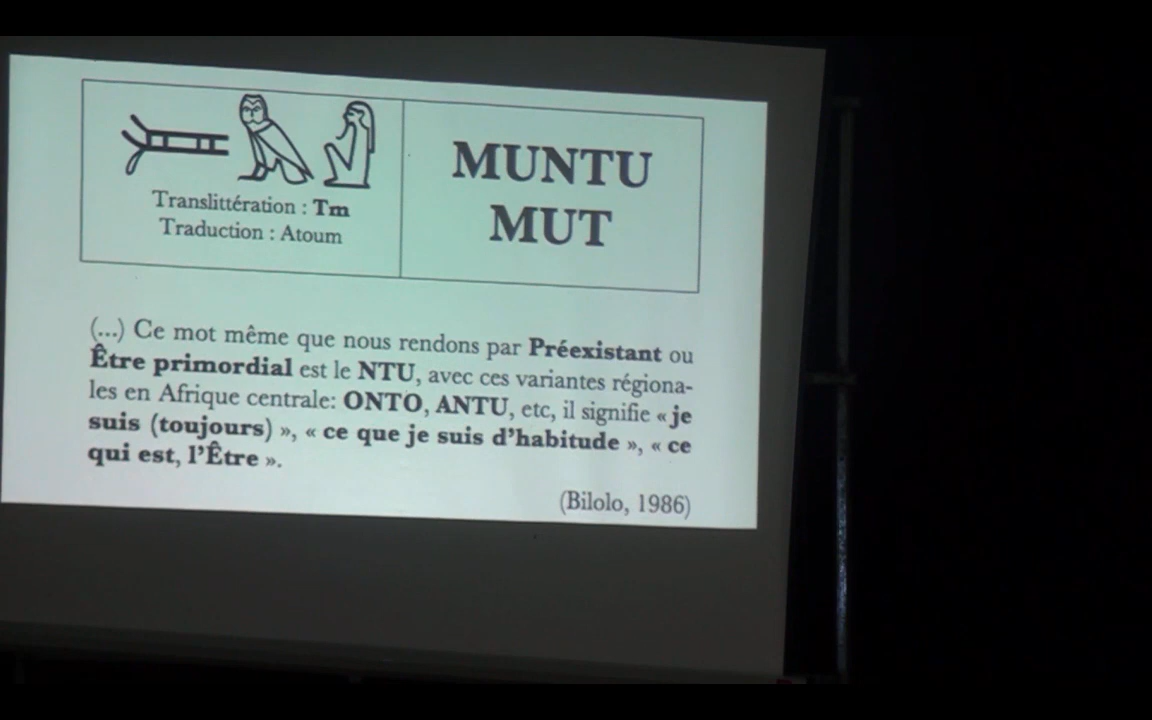 Translittération : Tm
Traduction : Atoum
MUNTU
MUT
(...) Ce mot même que nous rendons par Préexistant ou
Être primordial est le NTU, avec ces variantes régiona-
les en Afrique centrale: ONTO, ANTU, etc, il signifie « je
suis (toujours) », « ce que je suis d’habitude », « ce
qui est, l’Être ».
(Bilolo, 1986)